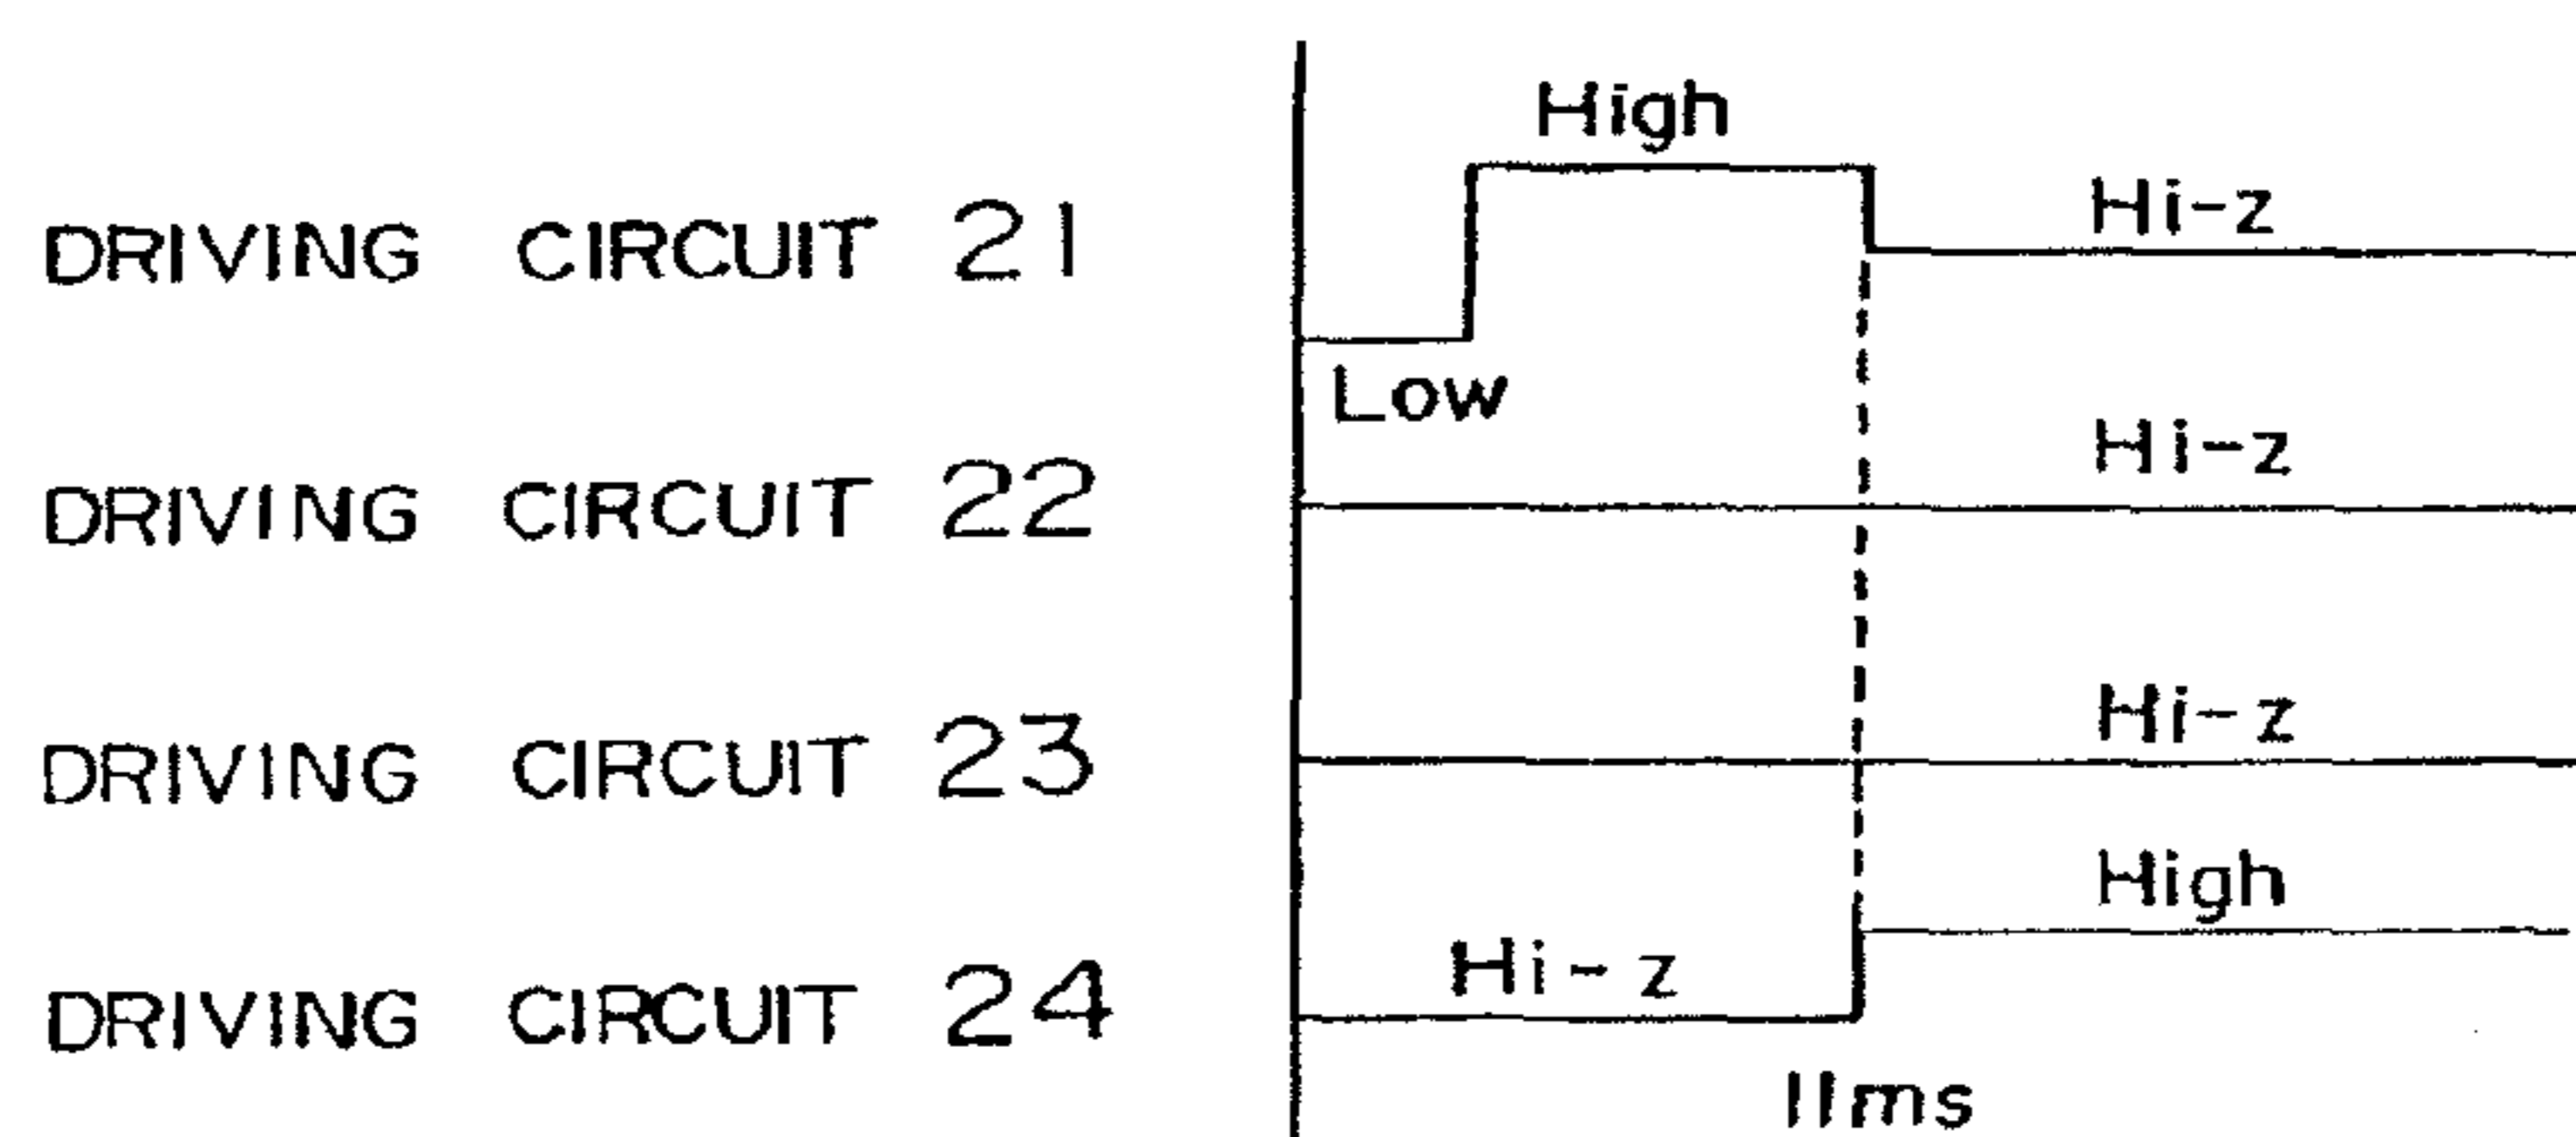 High
DRIVING CIRCUIT 21
Hi-z
Low
DRIVING CIRCUIT 22
Hi-z
DRIVING CIRCUIT 23
Hi-z
High
DRIVING CIRCUIT 24
Hi-z
11ms